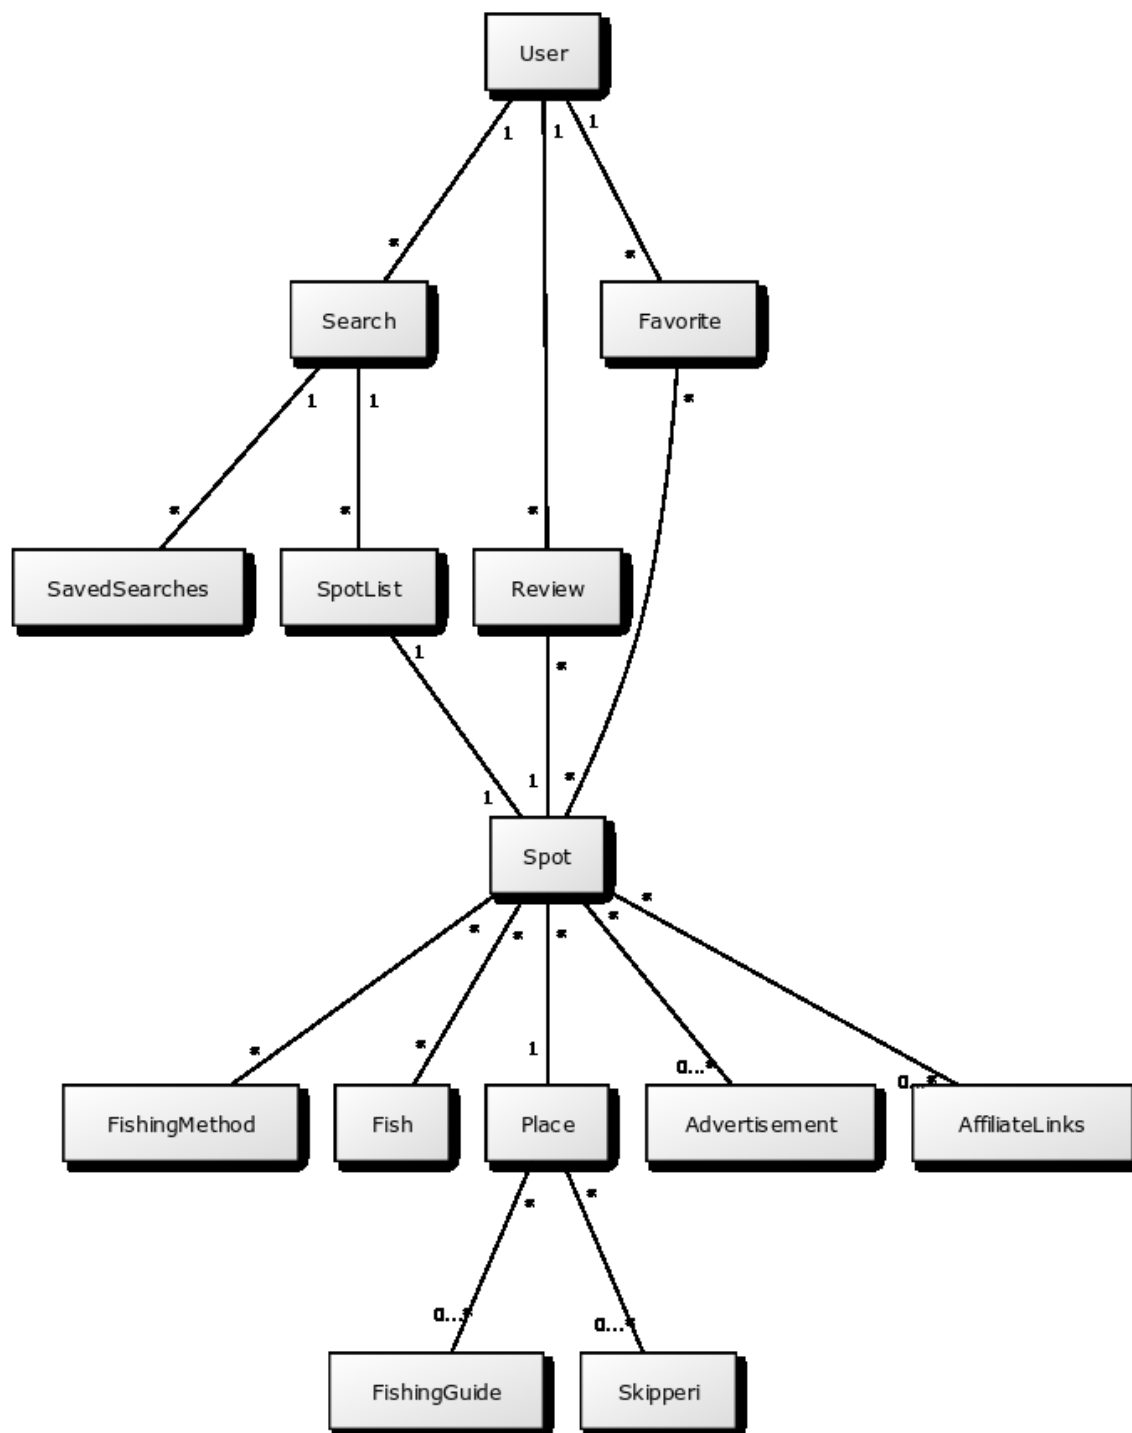 User
1
1
1
*
*
Search
Favorite
1
1
*
*
*
*
SavedSearches
SpotList
Review
1
*
1
1
*
Spot
*
*
*
*
*
*
*
1
0...*
0...*
FishingMethod
Fish
Place
Advertisement
AffiliateLinks
*
*
0...*
0...*
FishingGuide
Skipperi